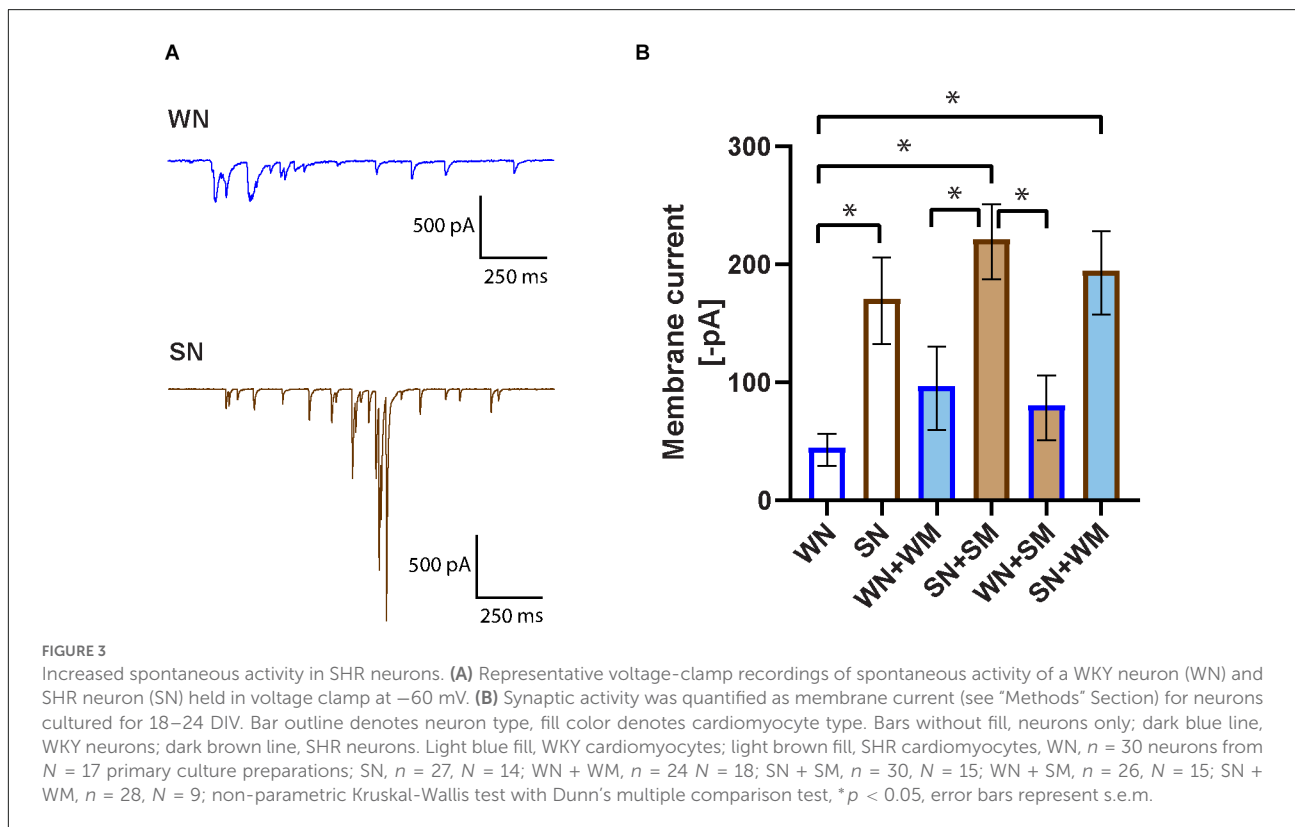 A
WN
500 pA
250 ms
SN
500 pA
250 ms
B
*
*
*
*
*
300
200
100
0
Membrane current
[-pA]
WN
SN
WN+WM
SN+SM
WN+SM
SN+WM
FIGURE 3
Increased spontaneous activity in SHR neurons. (A) Representative voltage-clamp recordings of spontaneous activity of a WKY neuron (WN) and
SHR neuron (SN) held in voltage clamp at −60 mV. (B) Synaptic activity was quantified as membrane current (see “Methods” Section) for neurons
cultured for 18–24 DIV. Bar outline denotes neuron type, fill color denotes cardiomyocyte type. Bars without fill, neurons only; dark blue line,
WKY neurons; dark brown line, SHR neurons. Light blue fill, WKY cardiomyocytes; light brown fill, SHR cardiomyocytes, WN, n = 30 neurons from
N = 17 primary culture preparations; SN, n = 27, N = 14; WN + WM, n = 24 N = 18; SN + SM, n = 30, N = 15; WN + SM, n = 26, N = 15; SN +
WM, n = 28, N = 9; non-parametric Kruskal-Wallis test with Dunn’s multiple comparison test, *p < 0.05, error bars represent s.e.m.